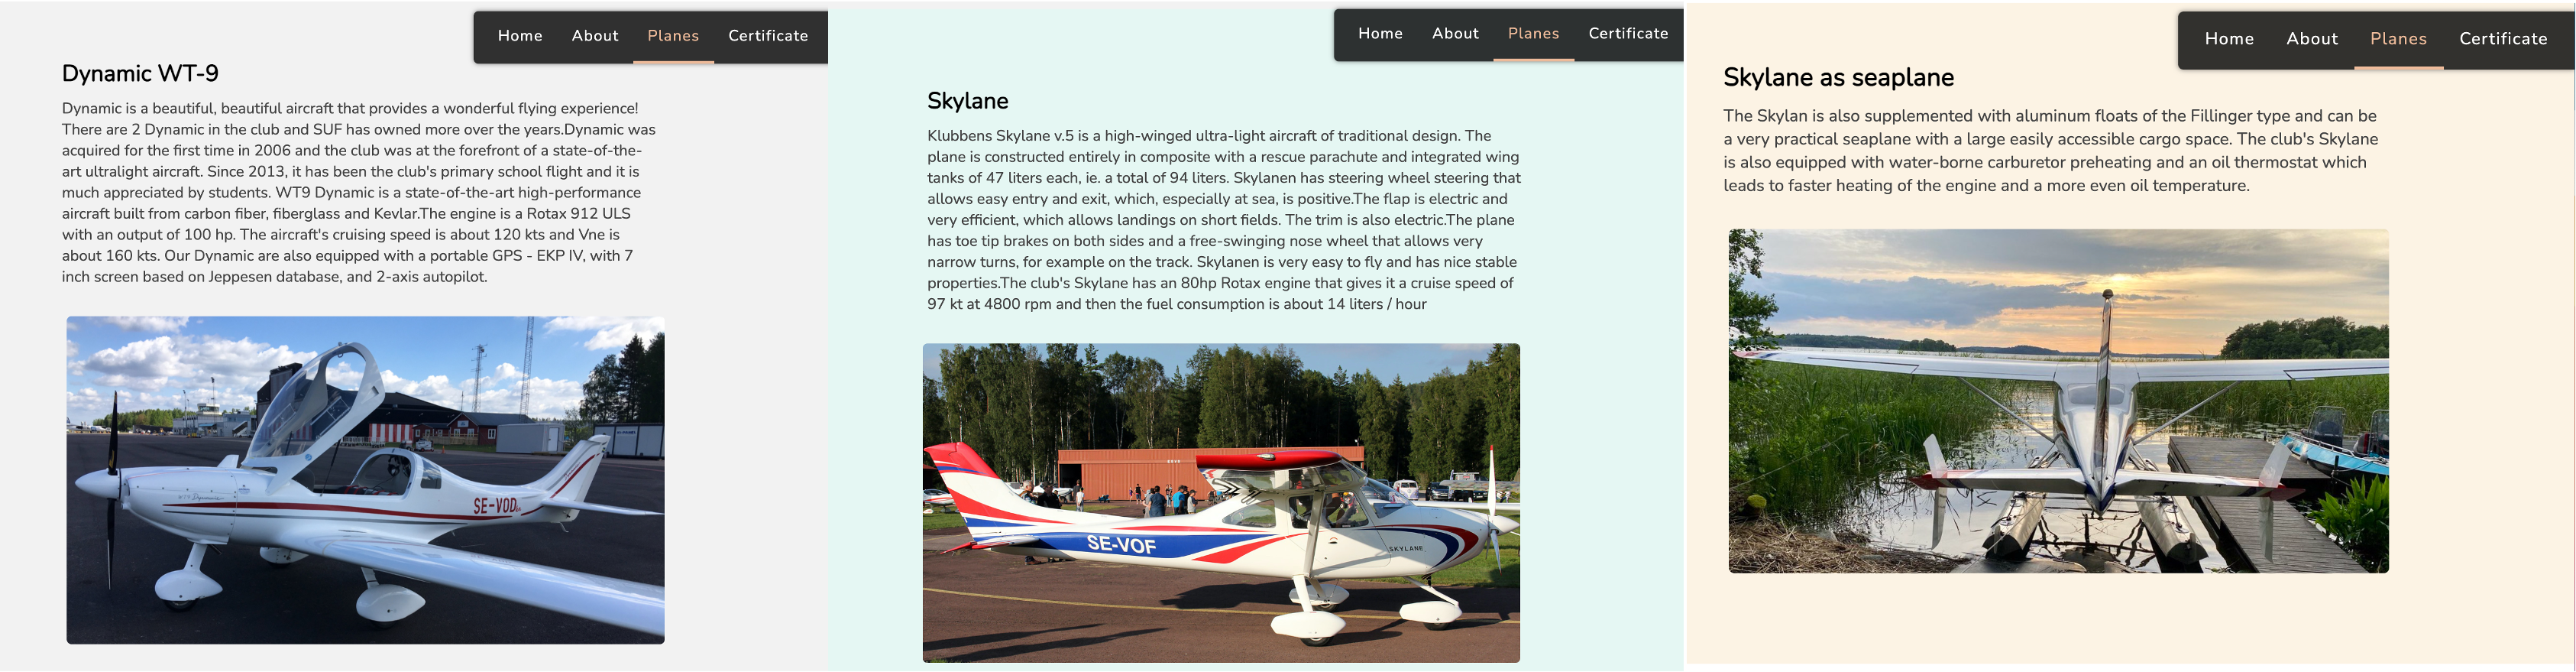 Home About Planes Certificate
Dynamic WT-9
Dynamic is a beautiful, beautiful aircraft that provides a wonderful flying experience!
There are 2 Dynamic in the club and SUF has owned more over the years.Dynamic was
acquired for the first time in 2006 and the club was at the forefront of a state-of-the-
art ultralight aircraft. Since 2013, it has been the club's primary school flight and it is
much appreciated by students. WT9 Dynamic is a state-of-the-art high-performance
aircraft built from carbon fiber, fiberglass and Kevlar.The engine is a Rotax 912 ULS
with an output of 100 hp. The aircraft's cruising speed is about 120 kts and Vne is
about 160 kts. Our Dynamic are also equipped with a portable GPS - EKP IV, with 7
inch screen based on Jeppesen database, and 2-axis autopilot.
SE-VOD
Home About Planes Certificate
Skylane
Klubbens Skylane v.5 is a high-winged ultra-light aircraft of traditional design. The
plane is constructed entirely in composite with a rescue parachute and integrated wing
tanks of 47 liters each, ie. a total of 94 liters. Skylanen has steering wheel steering that
allows easy entry and exit, which, especially at sea, is positive.The flap is electric and
very efficient, which allows landings on short fields. The trim is also electric.The plane
has toe tip brakes on both sides and a free-swinging nose wheel that allows very
narrow turns, for example on the track. Skylanen is very easy to fly and has nice stable
properties.The club's Skylane has an 80hp Rotax engine that gives it a cruise speed of
97 kt at 4800 rpm and then the fuel consumption is about 14 liters / hour
SE-VOF
SKYLANE
Home About Planes Certificate
Skylane as seaplane
The Skylan is also supplemented with aluminum floats of the Fillinger type and can be
a very practical seaplane with a large easily accessible cargo space. The club's Skylane
is also equipped with water-borne carburetor preheating and an oil thermostat which
leads to faster heating of the engine and a more even oil temperature.